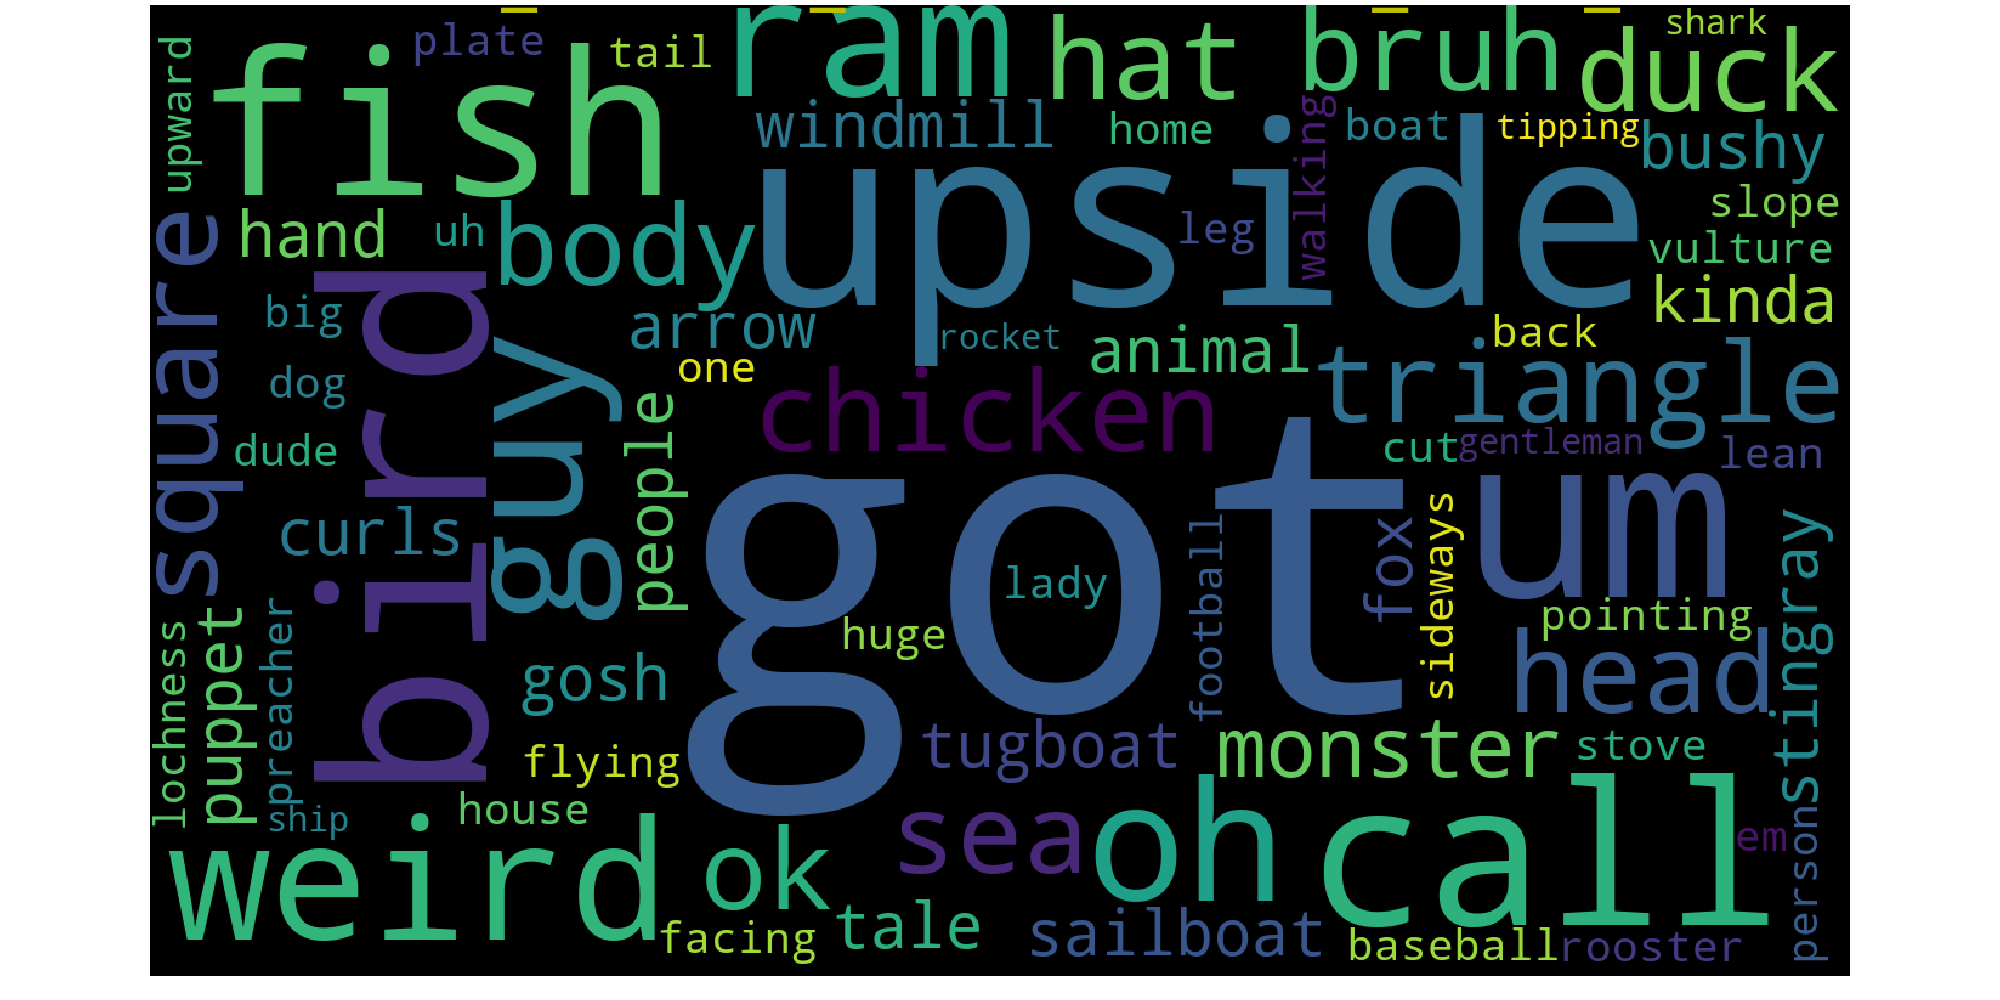 plate
tail
ram
hat
bruh
shark
duck
upward
fish
windmill
home
walking
boat
tipping
bushy
upside
slope
square
hand
uh
body
leg
vulture
bird
big
arrow
rocket
animal
back
kinda
guy
dog
one
chicken
triangle
dude
people
got
cut
gentleman
lean
curls
lady
football
fox
sideways
um
stingray
lochness
puppet
preacher
gosh
huge
pointing
head
flying
tugboat
monster
stove
ship
house
weird
ok
sea
oh
call
em
person
facing
tale
sailboat
baseball
rooster